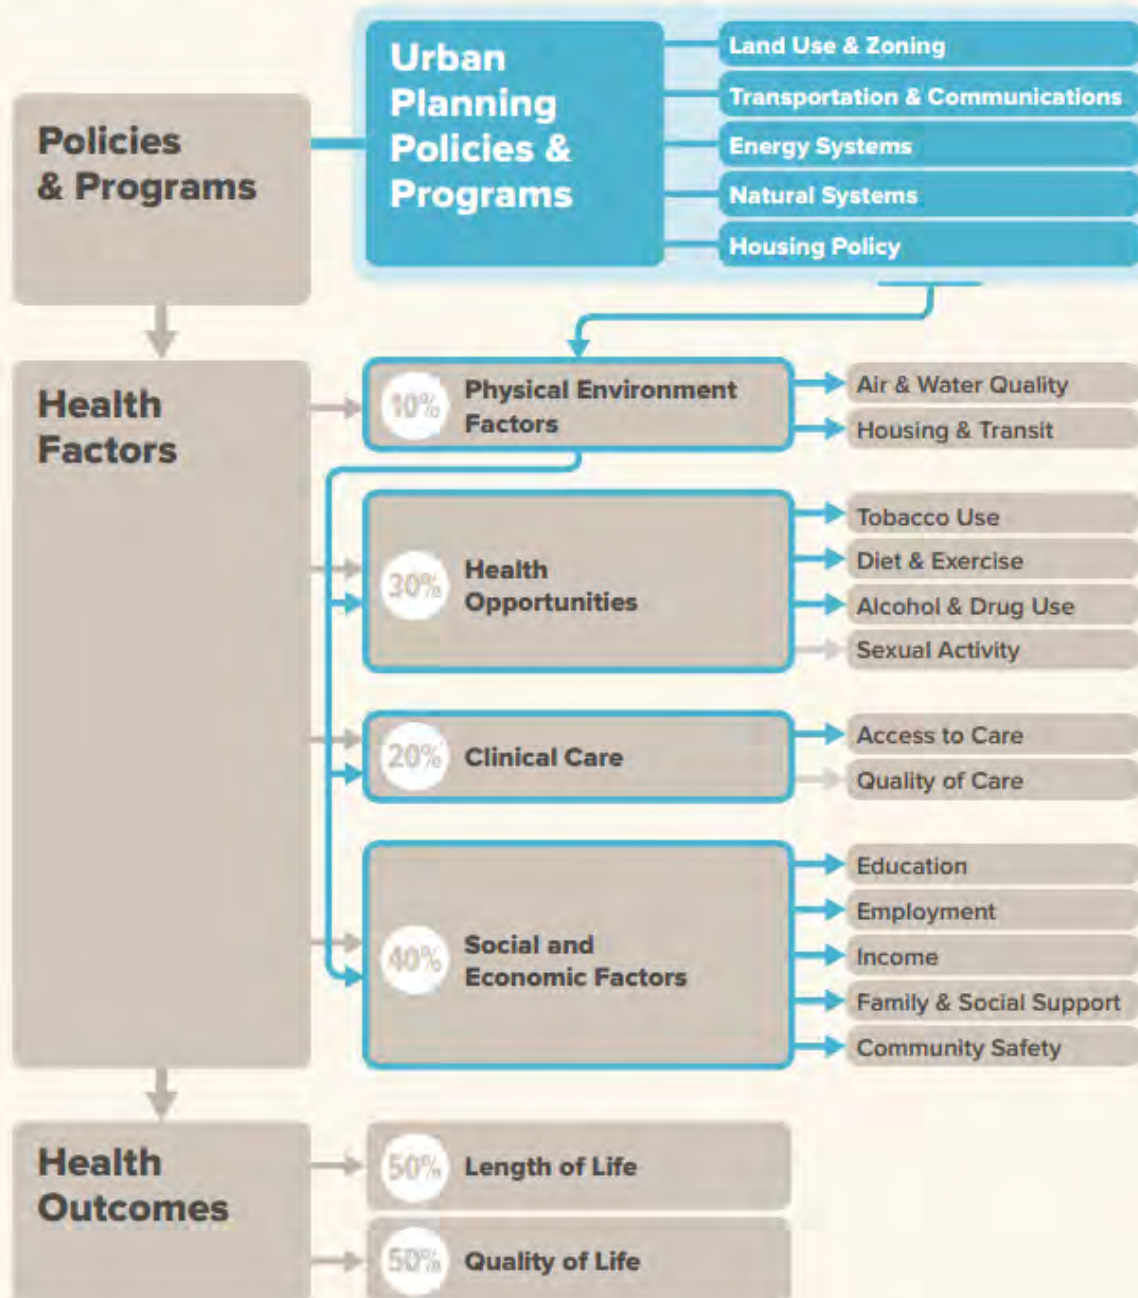 Policies
& Programs
Urban
Planning
Policies &
Programs
Land Use & Zoning
Transportation & Communications
Energy Systems
Natural Systems
Housing Policy
Health
Factors
10%
Physical Environment
Factors
Air & Water Quality
Housing & Transit
30%
Health
Opportunities
Tobacco Use
Diet & Exercise
Alcohol & Drug Use
Sexual Activity
20%
Clinical Care
Access to Care
Quality of Care
40%
Social and
Economic Factors
Education
Employment
Income
Family & Social Support
Community Safety
Health
Outcomes
50%
Length of Life
50%
Quality of Life